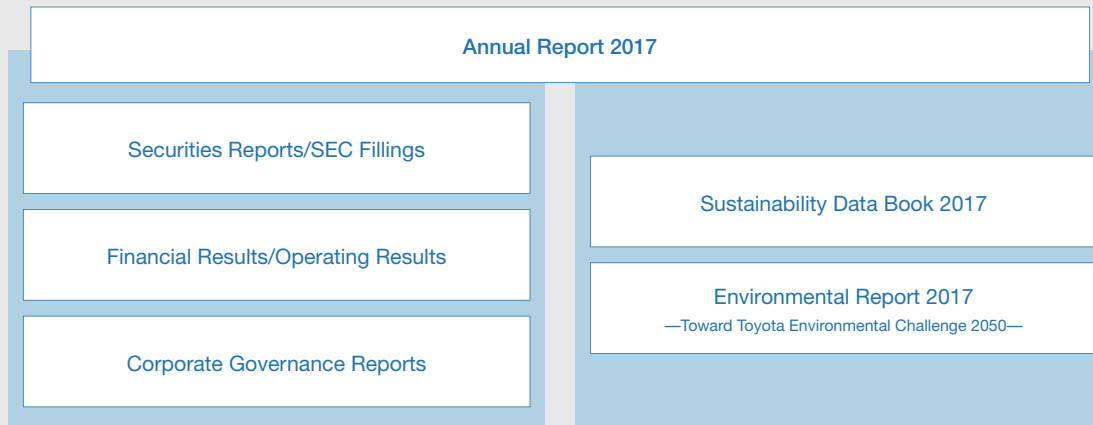 Annual Report 2017
Securities Reports/SEC Fillings
Financial Results/Operating Results
Corporate Governance Reports
Sustainability Data Book 2017
Environmental Report 2017
—Toward Toyota Environmental Challenge 2050—